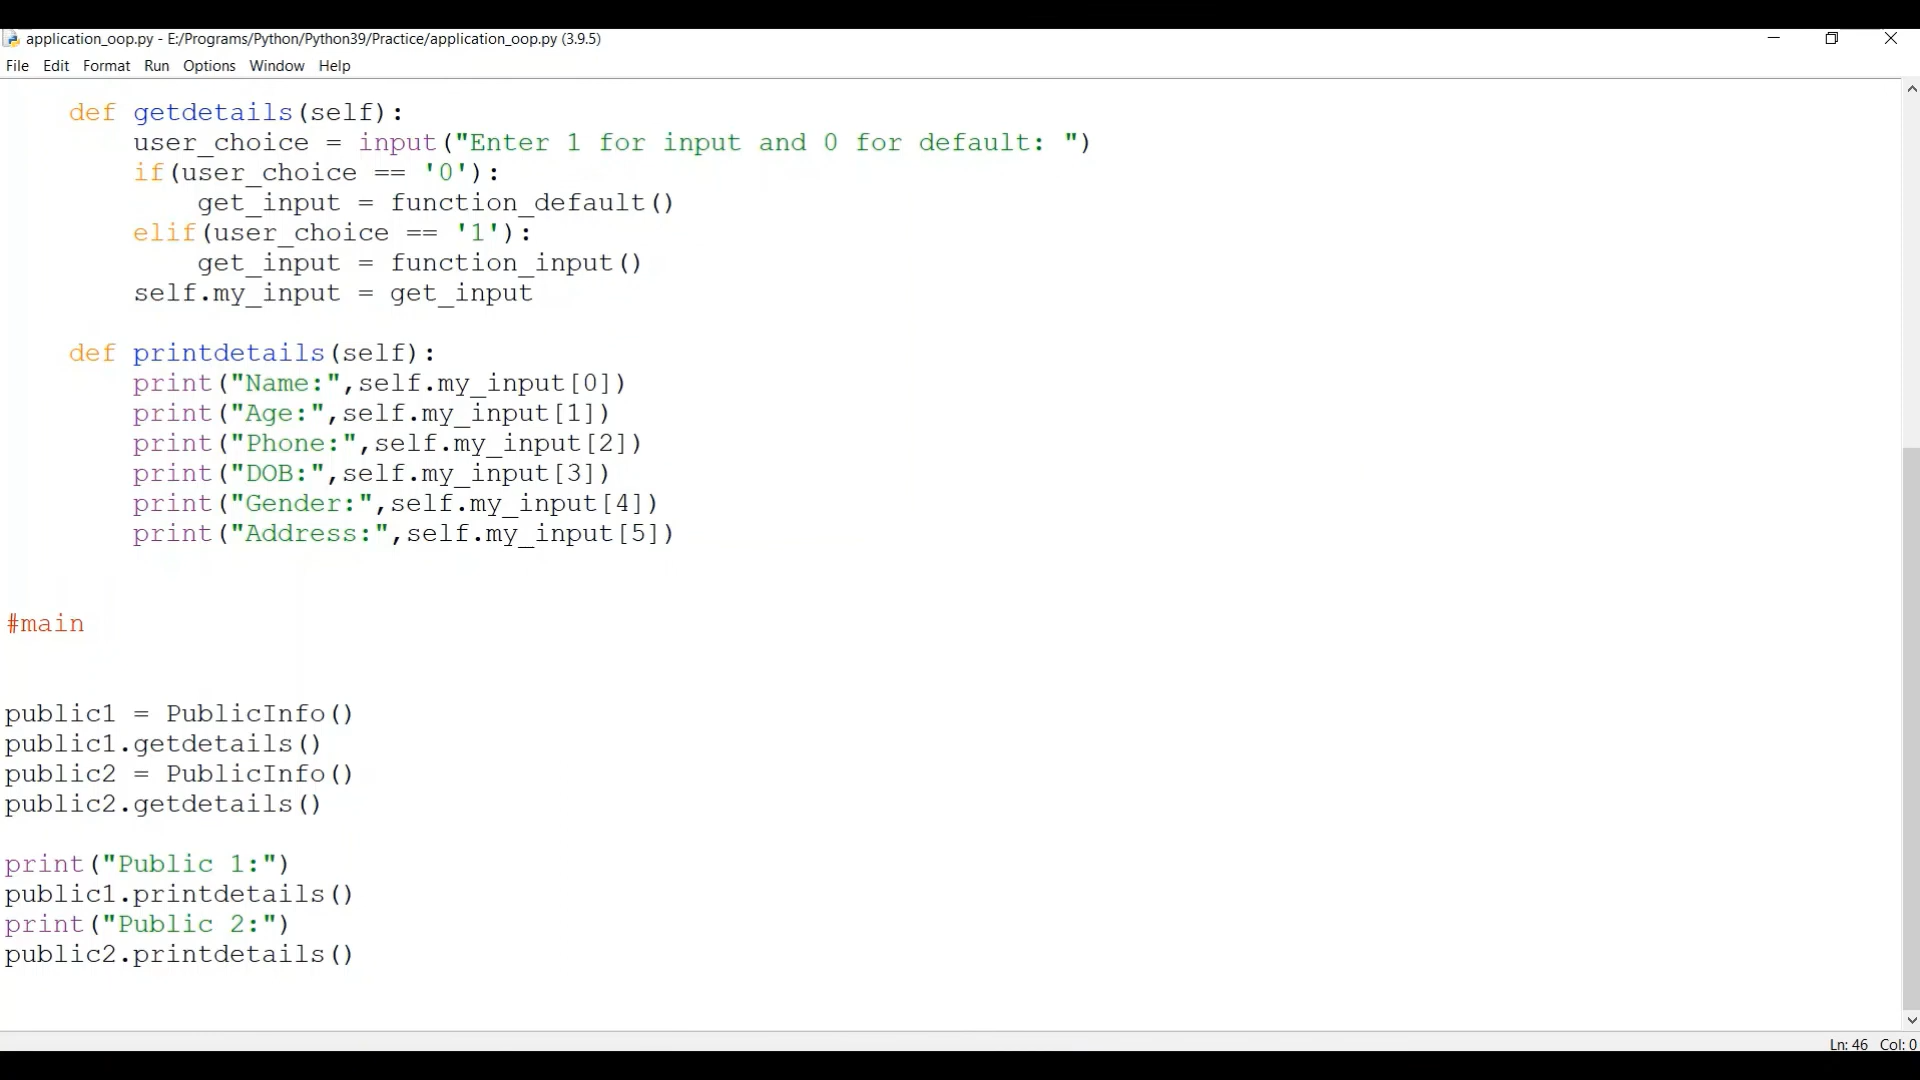 application_oop.py - E:/Programs/Python/Python39/Practice/application_oop.py (3.9.5)
File Edit Format Run Options Window Help
    def getdetails(self):
        user_choice = input("Enter 1 for input and 0 for default: ")
        if(user_choice == '0'):
            get_input = function_default()
        elif(user_choice == '1'):
            get_input = function_input()
        self.my_input = get_input
    def printdetails(self):
        print("Name:",self.my_input[0])
        print("Age:",self.my_input[1])
        print("Phone:",self.my_input[2])
        print("DOB:",self.my_input[3])
        print("Gender:",self.my_input[4])
        print("Address:",self.my_input[5])
#main
public1 = PublicInfo()
public1.getdetails()
public2 = PublicInfo()
public2.getdetails()
print("Public 1:")
public1.printdetails()
print("Public 2:")
public2.printdetails()
Ln: 46 Col: 0